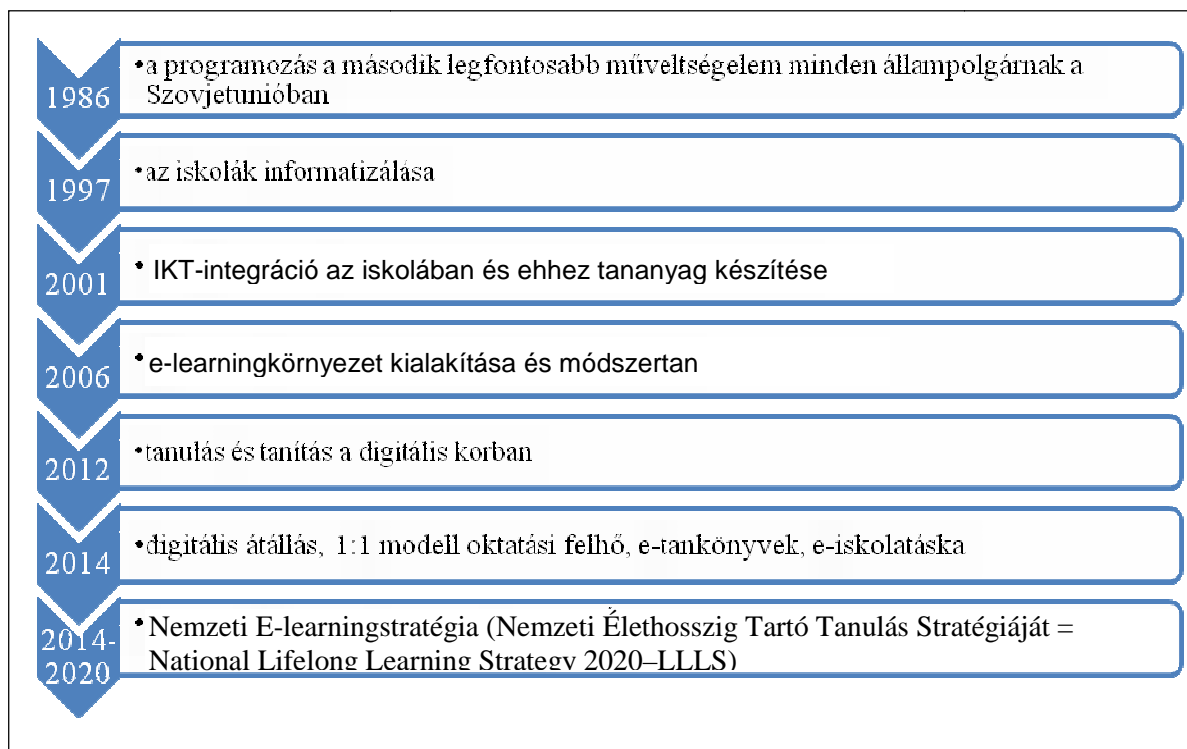 1986
•a programozás a második legfontosabb műveltségelem minden állampolgárnak a
Szovjetunióban
1997
•az iskolák informatizálása
2001
• IKT-integráció az iskolában és ehhez tananyag készítése
2006
• e-learningkörnyezet kialakítása és módszertan
2012
•tanulás és tanítás a digitális korban
2014
•digitális átállás, 1:1 modell oktatási felhő, e-tankönyvek, e-iskolatáska
2014-
2020
• Nemzeti E-learningstratégia (Nemzeti Élethosszig Tartó Tanulás Stratégiáját =
National Lifelong Learning Strategy 2020–LLLS)